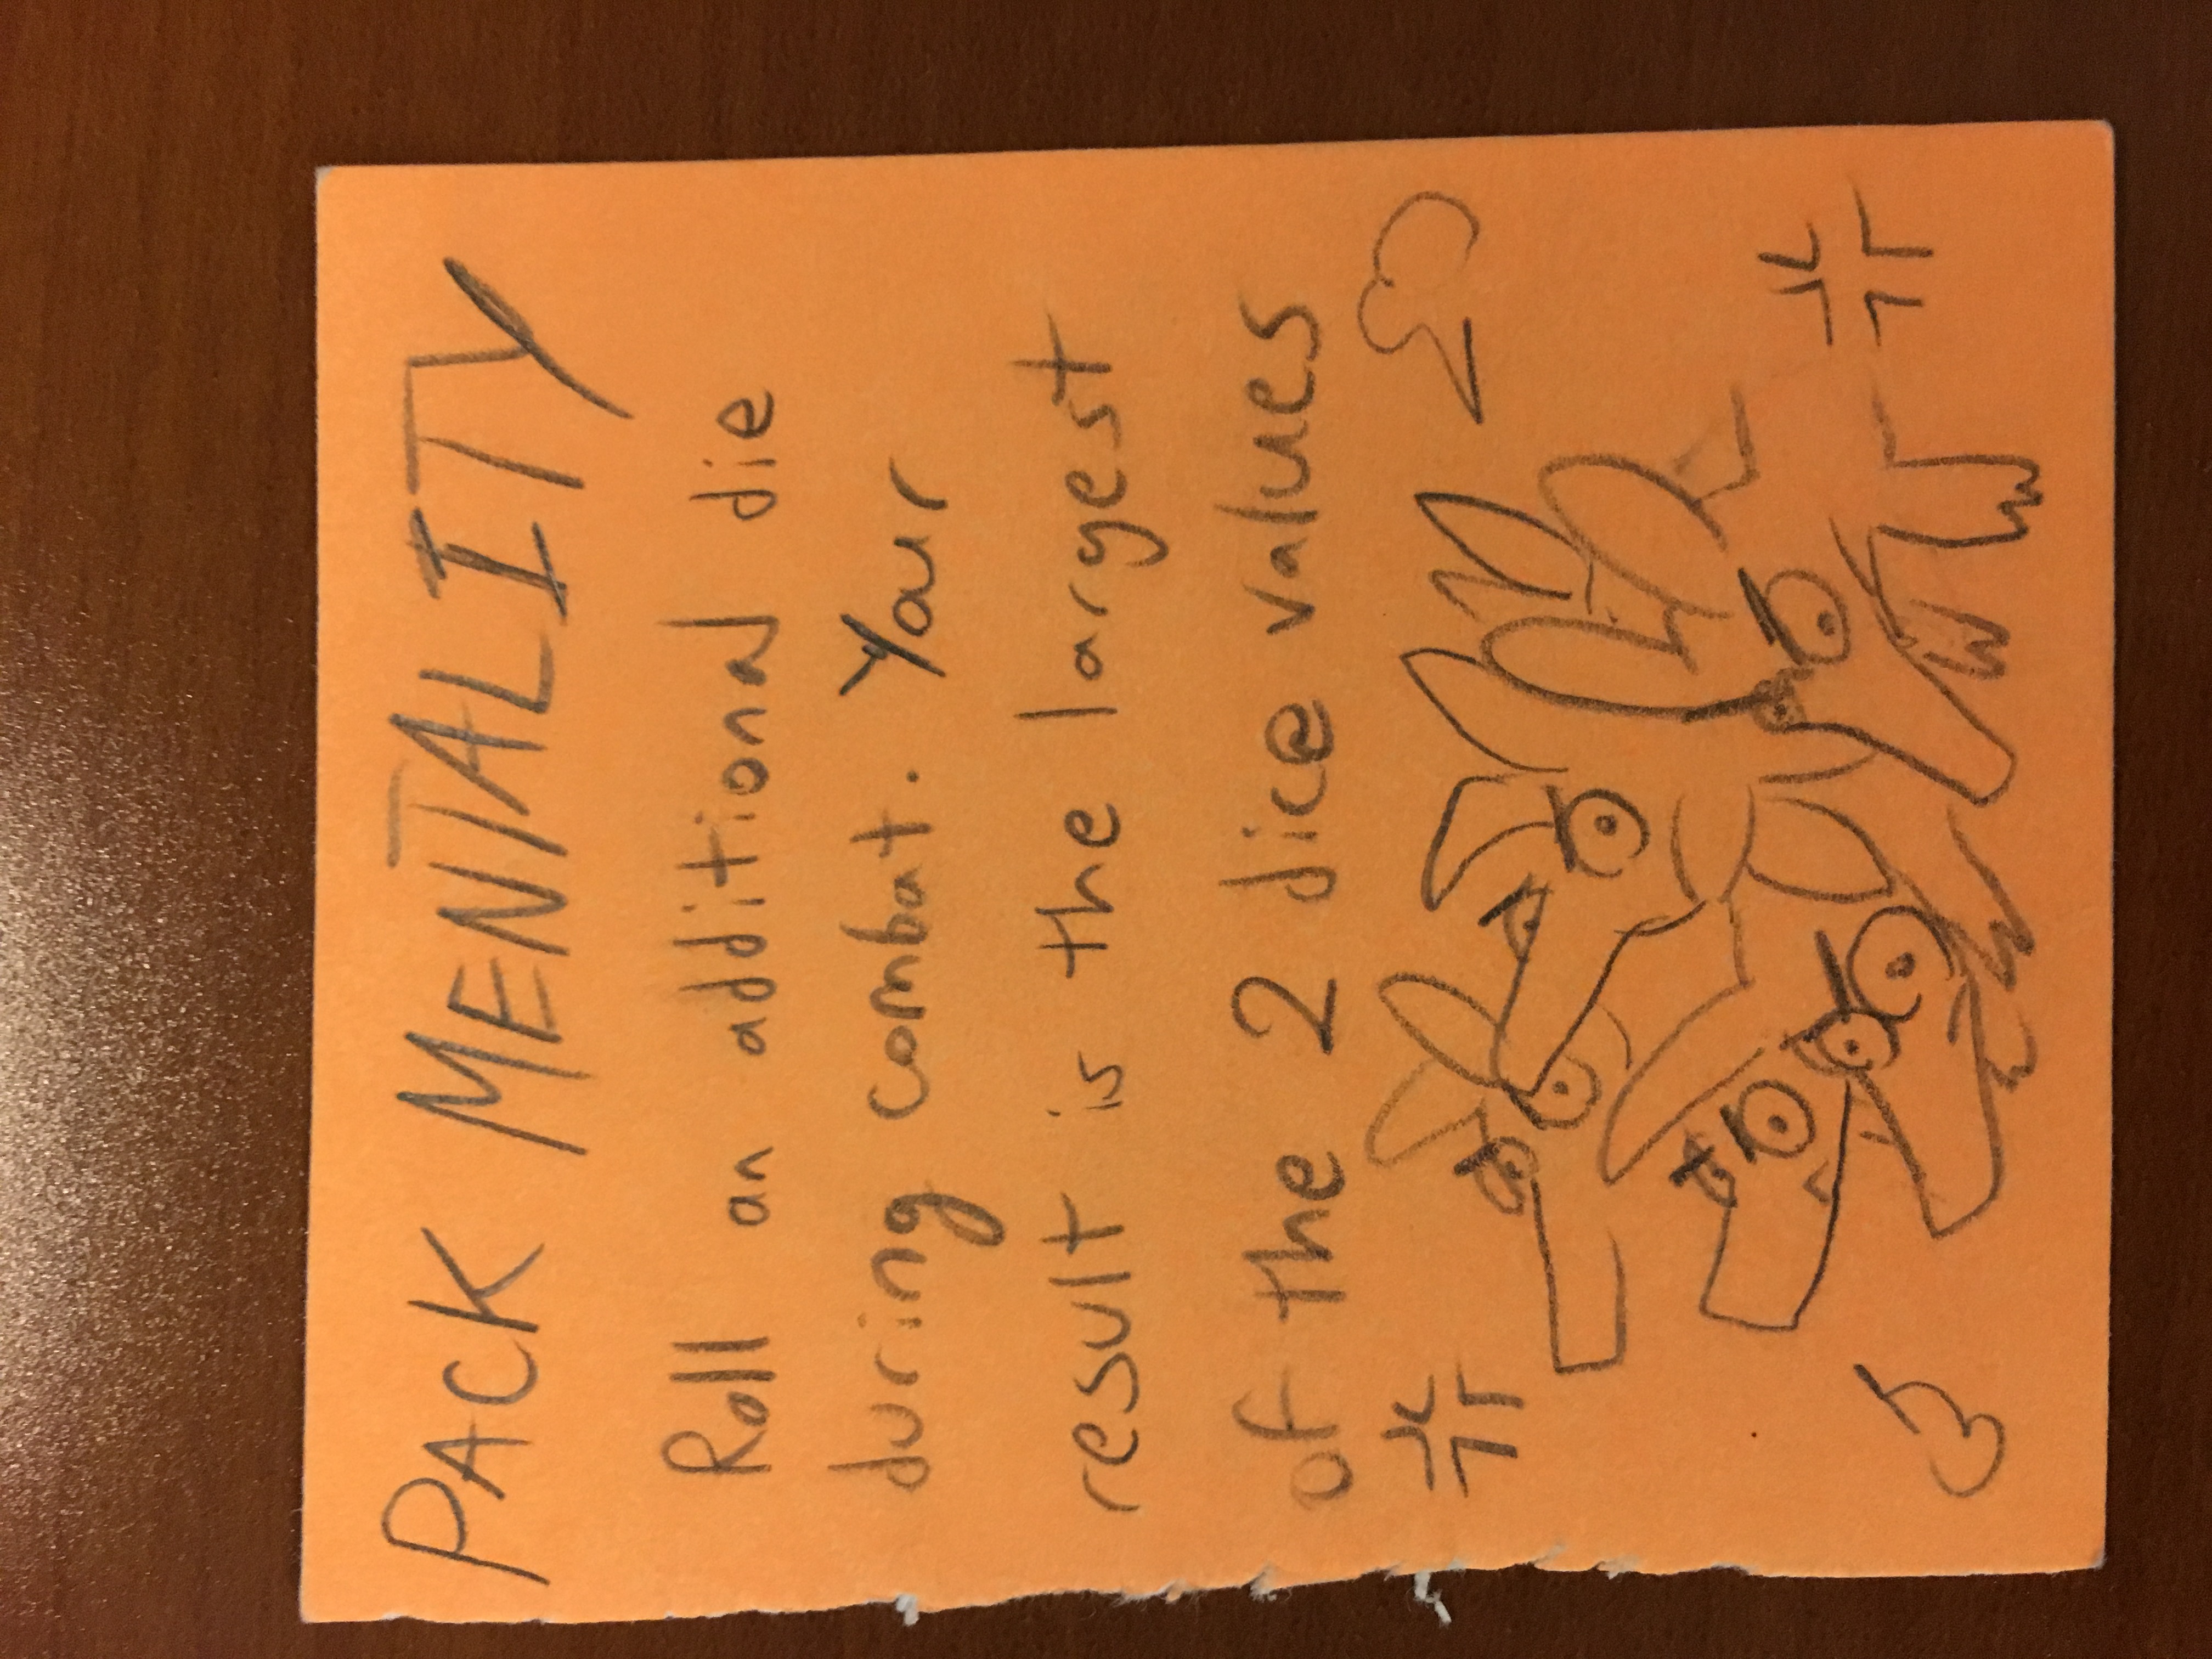 PACK MENTALITY
Roll an additional die
during combat. Your
result is the largest
of the 2 dice values